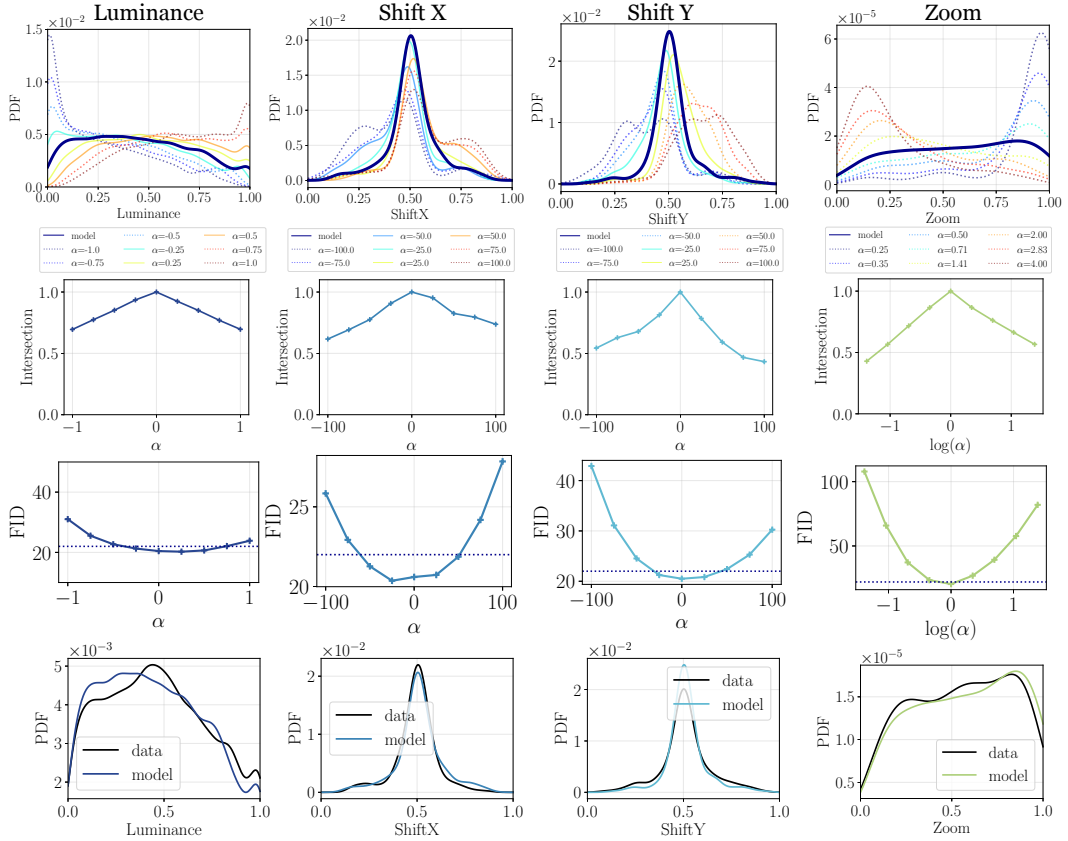 Luminance
Shift X
Shift Y
Zoom
×10⁻²
×10⁻²
×10⁻²
×10⁻⁵
PDF
1.5
1.0
0.5
0.0
0.00 0.25 0.50 0.75 1.00
Luminance
PDF
2.0
1.5
1.0
0.5
0.0
0.00 0.25 0.50 0.75 1.00
ShiftX
PDF
2
1
0
0.00 0.25 0.50 0.75 1.00
ShiftY
PDF
6
4
2
0
0.00 0.25 0.50 0.75 1.00
Zoom
model α=-0.5 α=0.5
α=-1.0 α=-0.25 α=0.75
α=-0.75 α=0.25 α=1.0
model α=-50.0 α=50.0
α=-100.0 α=-25.0 α=75.0
α=-75.0 α=25.0 α=100.0
model α=-50.0 α=50.0
α=-100.0 α=-25.0 α=75.0
α=-75.0 α=25.0 α=100.0
model α=0.50 α=2.00
α=0.25 α=0.71 α=2.83
α=0.35 α=1.41 α=4.00
Intersection
1.0
0.5
0.0
−1 0 1
α
Intersection
1.0
0.5
0.0
−100 0 100
α
Intersection
1.0
0.5
0.0
−100 0 100
α
Intersection
1.0
0.5
0.0
−1 0 1
log(α)
FID
40
20
−1 0 1
α
FID
25
20
−100 0 100
α
FID
40
30
20
−100 0 100
α
FID
100
50
−1 0 1
log(α)
×10⁻³
PDF
5
4
3
2
data
model
0.0 0.5 1.0
Luminance
×10⁻²
PDF
2
1
0
data
model
0.0 0.5 1.0
ShiftX
×10⁻²
PDF
2
1
0
data
model
0.0 0.5 1.0
ShiftY
×10⁻⁵
PDF
1.5
1.0
0.5
data
model
0.0 0.5 1.0
Zoom